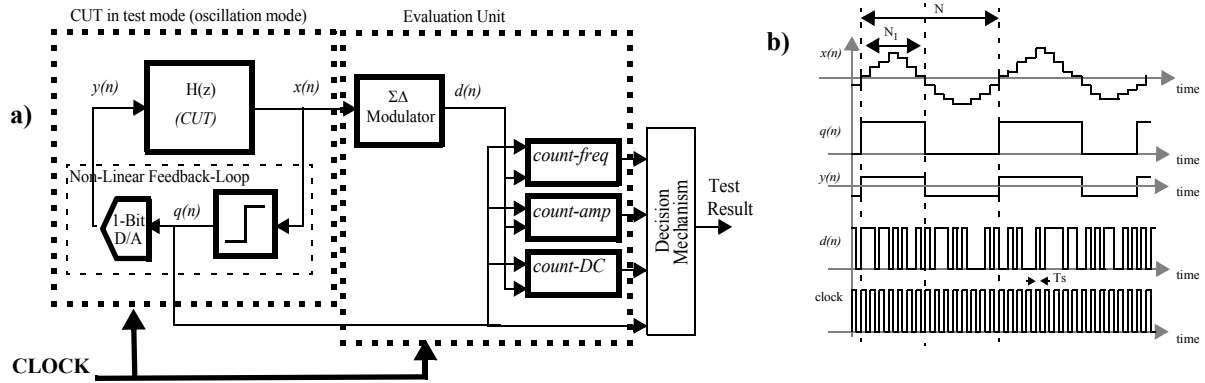 a)
CUT in test mode (oscillation mode)
Evaluation Unit
y(n)
H(z)
(CUT)
x(n)
ΣΔ
Modulator
d(n)
Non-Linear Feedback-Loop
1-Bit
D/A
q(n)
count-freq
count-amp
count-DC
Decision
Mechanism
Test
Result
CLOCK
b)
N
N1
x(n)
time
q(n)
time
y(n)
time
d(n)
time
Ts
clock
time